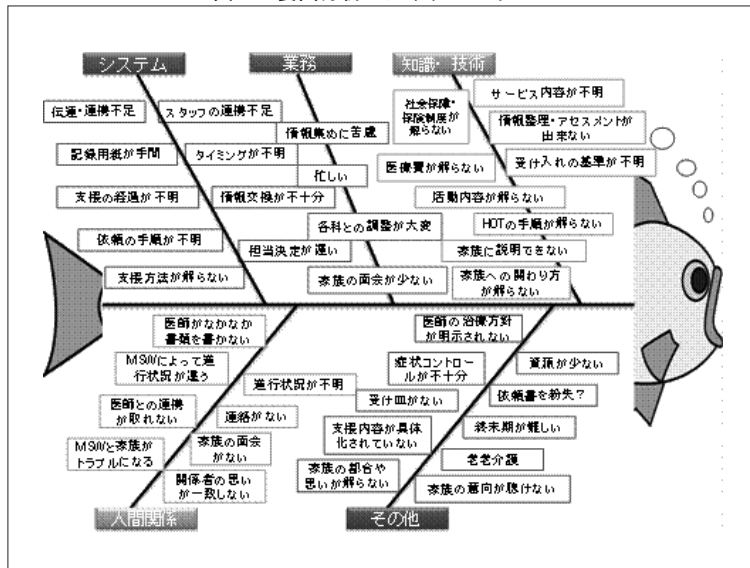 システム
業務
知識・技術
伝達・連携不足
スタッフの連携不足
記録用紙が手間
タイミングが不明
支援の経過が不明
情報交換が不十分
依頼の手順が不明
担当決定が遅い
支援方法が解らない
情報集めに苦慮
忙しい
各科との調整が大変
家族の面会が少ない
社会保障・
保険制度が
解らない
サービス内容が不明
情報整理・アセスメントが
出来ない
医療費が解らない
受け入れの基準が不明
活動内容が解らない
HOTの手順が解らない
家族に説明できない
家族への関わり方
が解らない
医師がなかなか
書類を書かない
MSWによって進
行状況が違う
進行状況が不明
医師との連携
が取れない
連絡がない
MSWと家族が
トラブルになる
家族の面会
がない
関係者の思い
が一致しない
医師の治療方針
が明示されない
症状コントロー
ルが不十分
資源が少ない
受け皿がない
依頼書を紛失？
支援内容が具体
化されていない
終末期が難しい
家族の都合や
思いが解らない
老老介護
家族の意向が聴けない
人間関係
その他